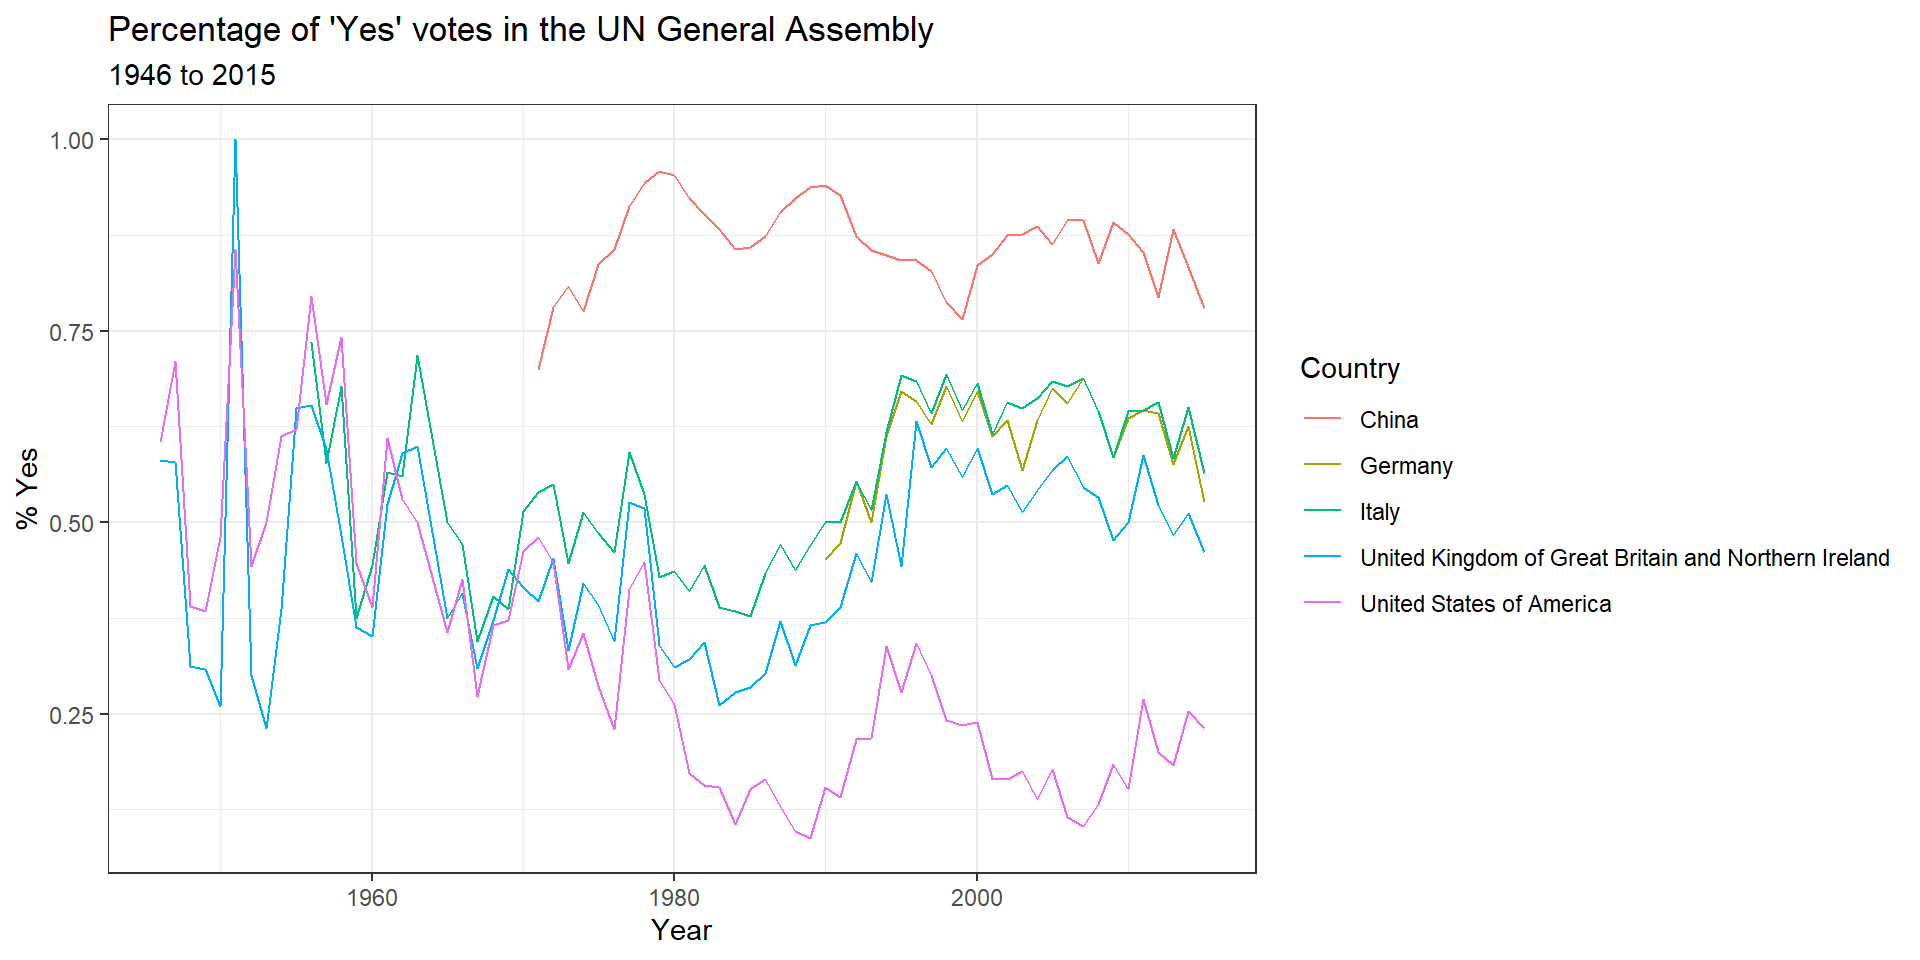 Percentage of 'Yes' votes in the UN General Assembly
1946 to 2015
1.00
0.75
0.50
0.25
% Yes
1960
1980
2000
Year
Country
China
Germany
Italy
United Kingdom of Great Britain and Northern Ireland
United States of America